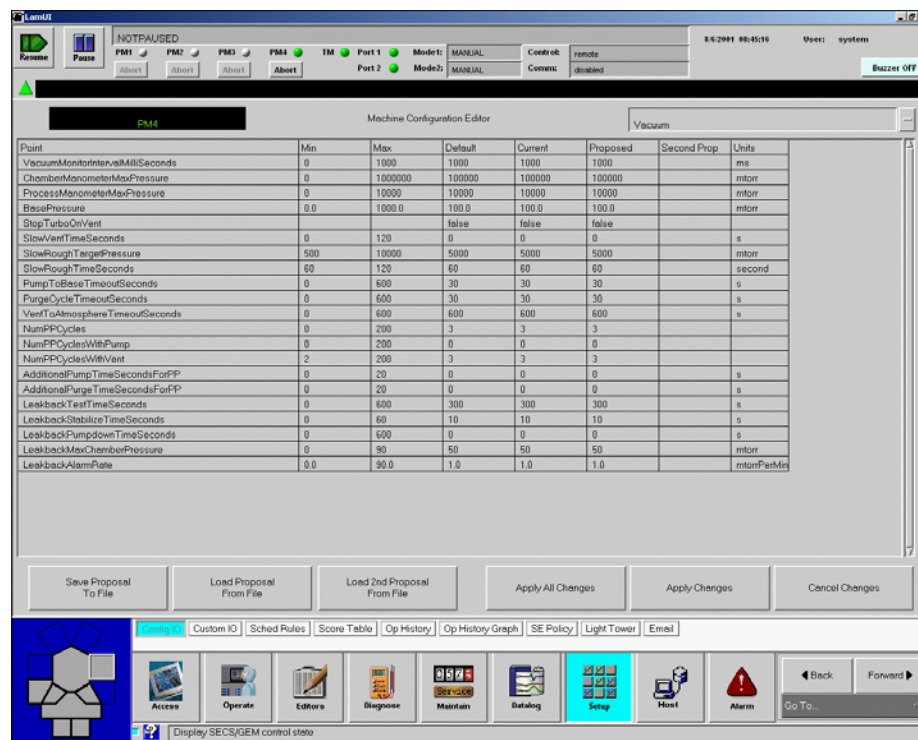 LamUI
Resume
Pause
NOTPAUSED
PM1 PM2 PM3 PM4 TM Port 1 Mode1: MANUAL Control: remote
Abort Abort Abort Abort Port 2 Mode2: MANUAL Comm: disabled
8/6/2001 08:45:16 User: system
Buzzer OFF
PM4 Machine Configuration Editor Vacuum
Point Min Max Default Current Proposed Second Prop Units
VacuumMonitorIntervalMilliSeconds 0 1000 1000 1000 1000 ms
ChamberManometerMaxPressure 0 1000000 100000 100000 100000 mtorr
ProcessManometerMaxPressure 0 10000 10000 10000 10000 mtorr
BasePressure 0.0 1000.0 100.0 100.0 100.0 mtorr
StopTurboOnVent false false false
SlowVentTimeSeconds 0 120 0 0 0 s
SlowRoughTargetPressure 500 10000 5000 5000 5000 mtorr
SlowRoughTimeSeconds 60 120 60 60 60 second
PumpToBaseTimeoutSeconds 0 600 30 30 30 s
PurgeCycleTimeoutSeconds 0 600 30 30 30 s
VentToAtmosphereTimeoutSeconds 0 600 600 600 600 s
NumPPCycles 0 200 3 3 3
NumPPCyclesWithPump 0 200 0 0 0
NumPPCyclesWithVent 2 200 3 3 3
AdditionalPumpTimeSecondsForPP 0 20 0 0 0 s
AdditionalPurgeTimeSecondsForPP 0 20 0 0 0 s
LeakbackTestTimeSeconds 0 600 300 300 300 s
LeakbackStabilizeTimeSeconds 0 60 10 10 10 s
LeakbackPumpdownTimeSeconds 0 600 0 0 0 s
LeakbackMaxChamberPressure 0 90 50 50 50 mtorr
LeakbackAlarmRate 0.0 90.0 1.0 1.0 1.0 mtorrPerMin
Save Proposal To File
Load Proposal From File
Load 2nd Proposal From File
Apply All Changes
Apply Changes
Cancel Changes
Config IO Custom IO Sched Rules Score Table Op History Op History Graph SE Policy Light Tower Email
Access Operate Editors Diagnose Maintain Datalog Setup Host Alarm
Service
Back Forward
Go To...
Display SECS/GEM control state